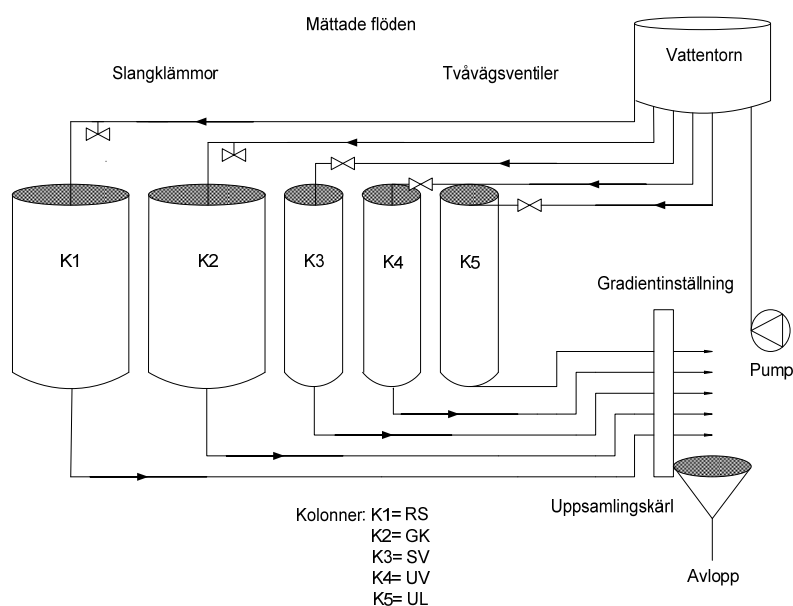 Mättade flöden
Slangklämmor
Tvåvägsventiler
Vattentorn
K1
K2
K3
K4
K5
Gradientinställning
Pump
Uppsamlingskärl
Kolonner: K1= RS
K2= GK
K3= SV
K4= UV
K5= UL
Avlopp